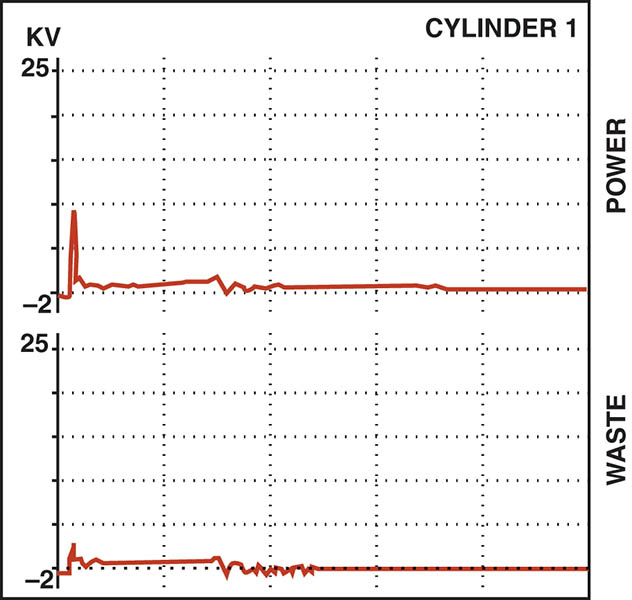 KV
CYLINDER 1
25
–2
POWER
25
–2
WASTE